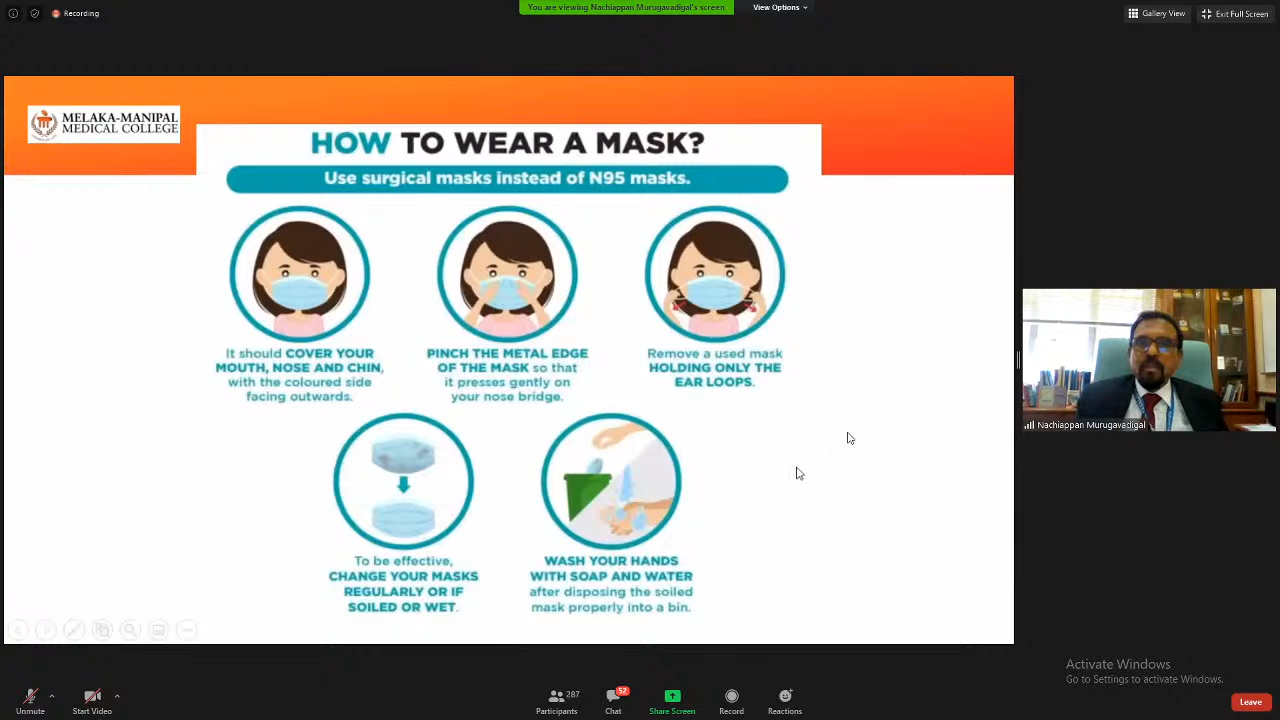 Recording
You are viewing Nachiappan Murugavadigal's screen
View Options
Gallery View
Exit Full Screen
MELAKA-MANIPAL
MEDICAL COLLEGE
HOW TO WEAR A MASK?
Use surgical masks instead of N95 masks.
It should COVER YOUR
MOUTH, NOSE AND CHIN,
with the coloured side
facing outwards.
PINCH THE METAL EDGE
OF THE MASK so that
it presses gently on
your nose bridge.
Remove a used mask
HOLDING ONLY THE
EAR LOOPS.
To be effective,
CHANGE YOUR MASKS
REGULARLY OR IF
SOILED OR WET.
WASH YOUR HANDS
WITH SOAP AND WATER
after disposing the soiled
mask properly into a bin.
Nachiappan Murugavadigal
Activate Windows
Go to Settings to activate Windows.
Unmute
Start Video
287
Participants
52
Chat
Share Screen
Record
Reactions
Leave